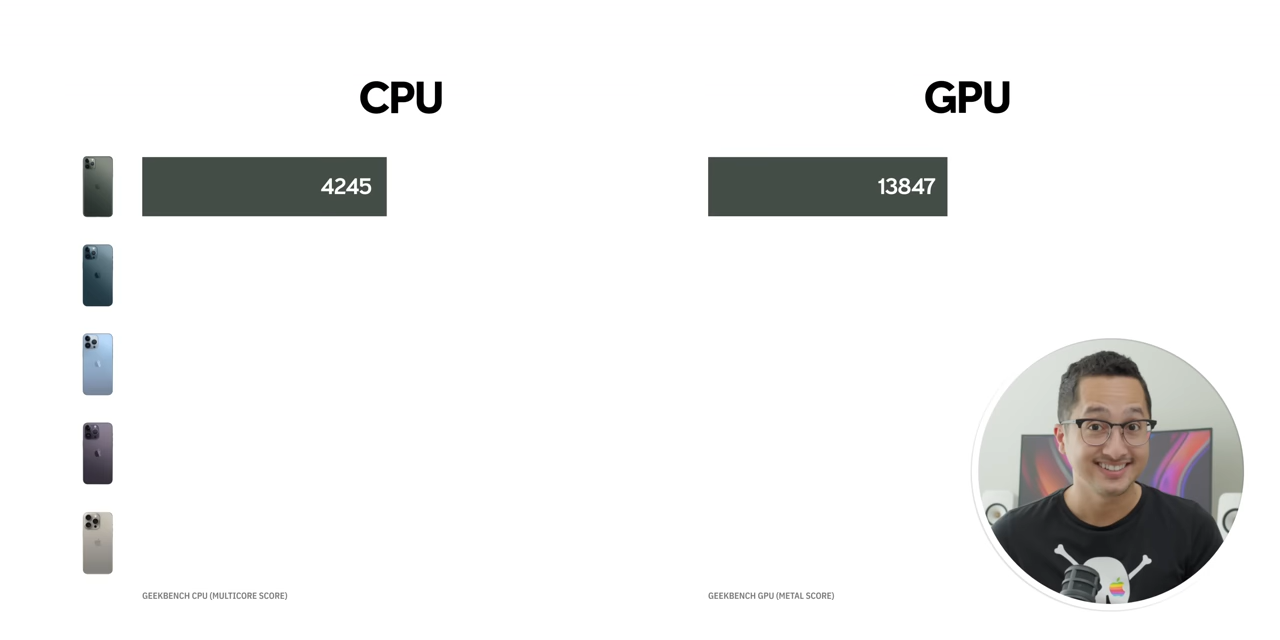 CPU
GPU
4245
13847
GEEKBENCH CPU (MULTICORE SCORE)
GEEKBENCH GPU (METAL SCORE)